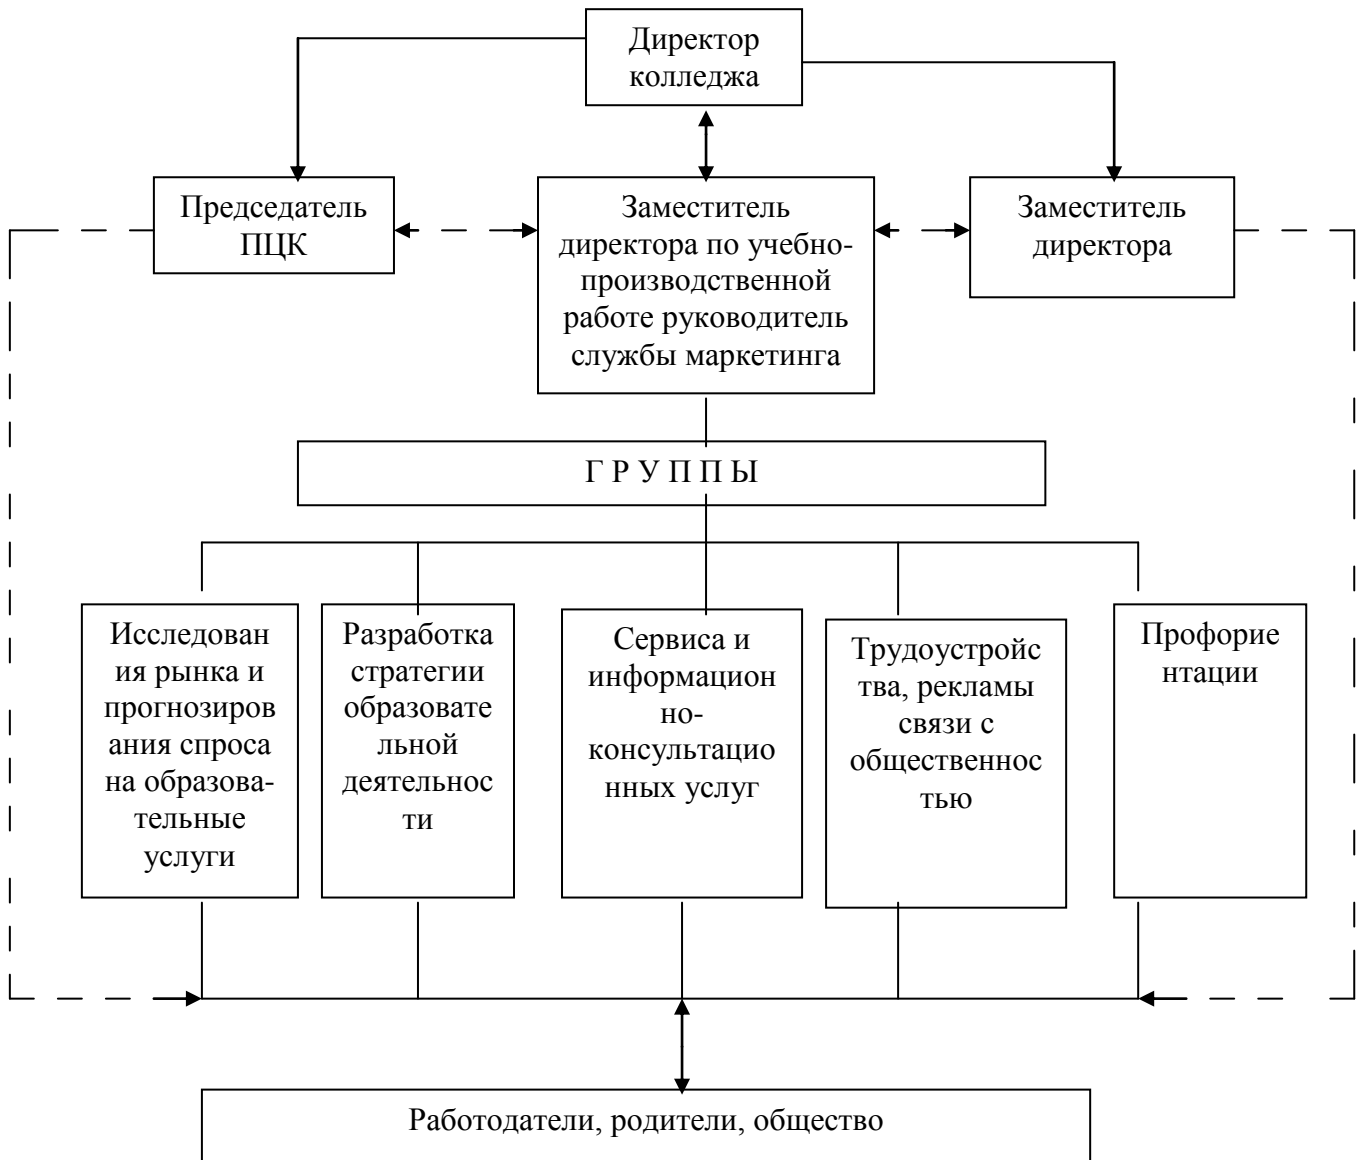 Директор
колледжа
Председатель
ПЦК
Заместитель
директора по учебно-
производственной
работе руководитель
службы маркетинга
Заместитель
директора
Г Р У П П Ы
Исследован
ия рынка и
прогнозиров
ания спроса
на образова-
тельные
услуги
Разработка
стратегии
образовате
льной
деятельнос
ти
Сервиса и
информацион
но-
консультацио
нных услуг
Трудоустройс
тва, рекламы
связи с
общественнос
тью
Профорие
нтации
Работодатели, родители, общество